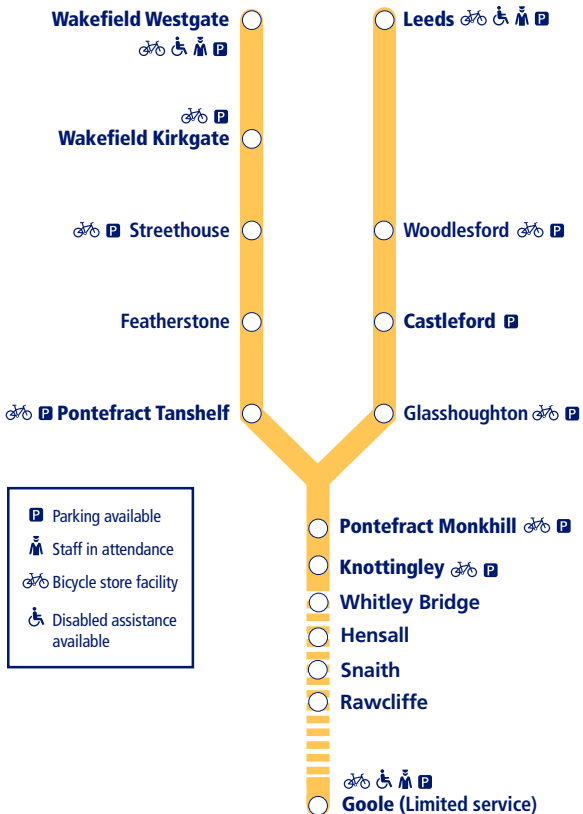 Wakefield Westgate
Leeds P
P
P
Wakefield Kirkgate
P Streethouse
Woodlesford P
Featherstone
Castleford P
P Pontefract Tanshelf
Glasshoughton P
P Parking available
Staff in attendance
Bicycle store facility
Disabled assistance
available
Pontefract Monkhill P
Knottingley P
Whitley Bridge
Hensall
Snaith
Rawcliffe
P
Goole (Limited service)